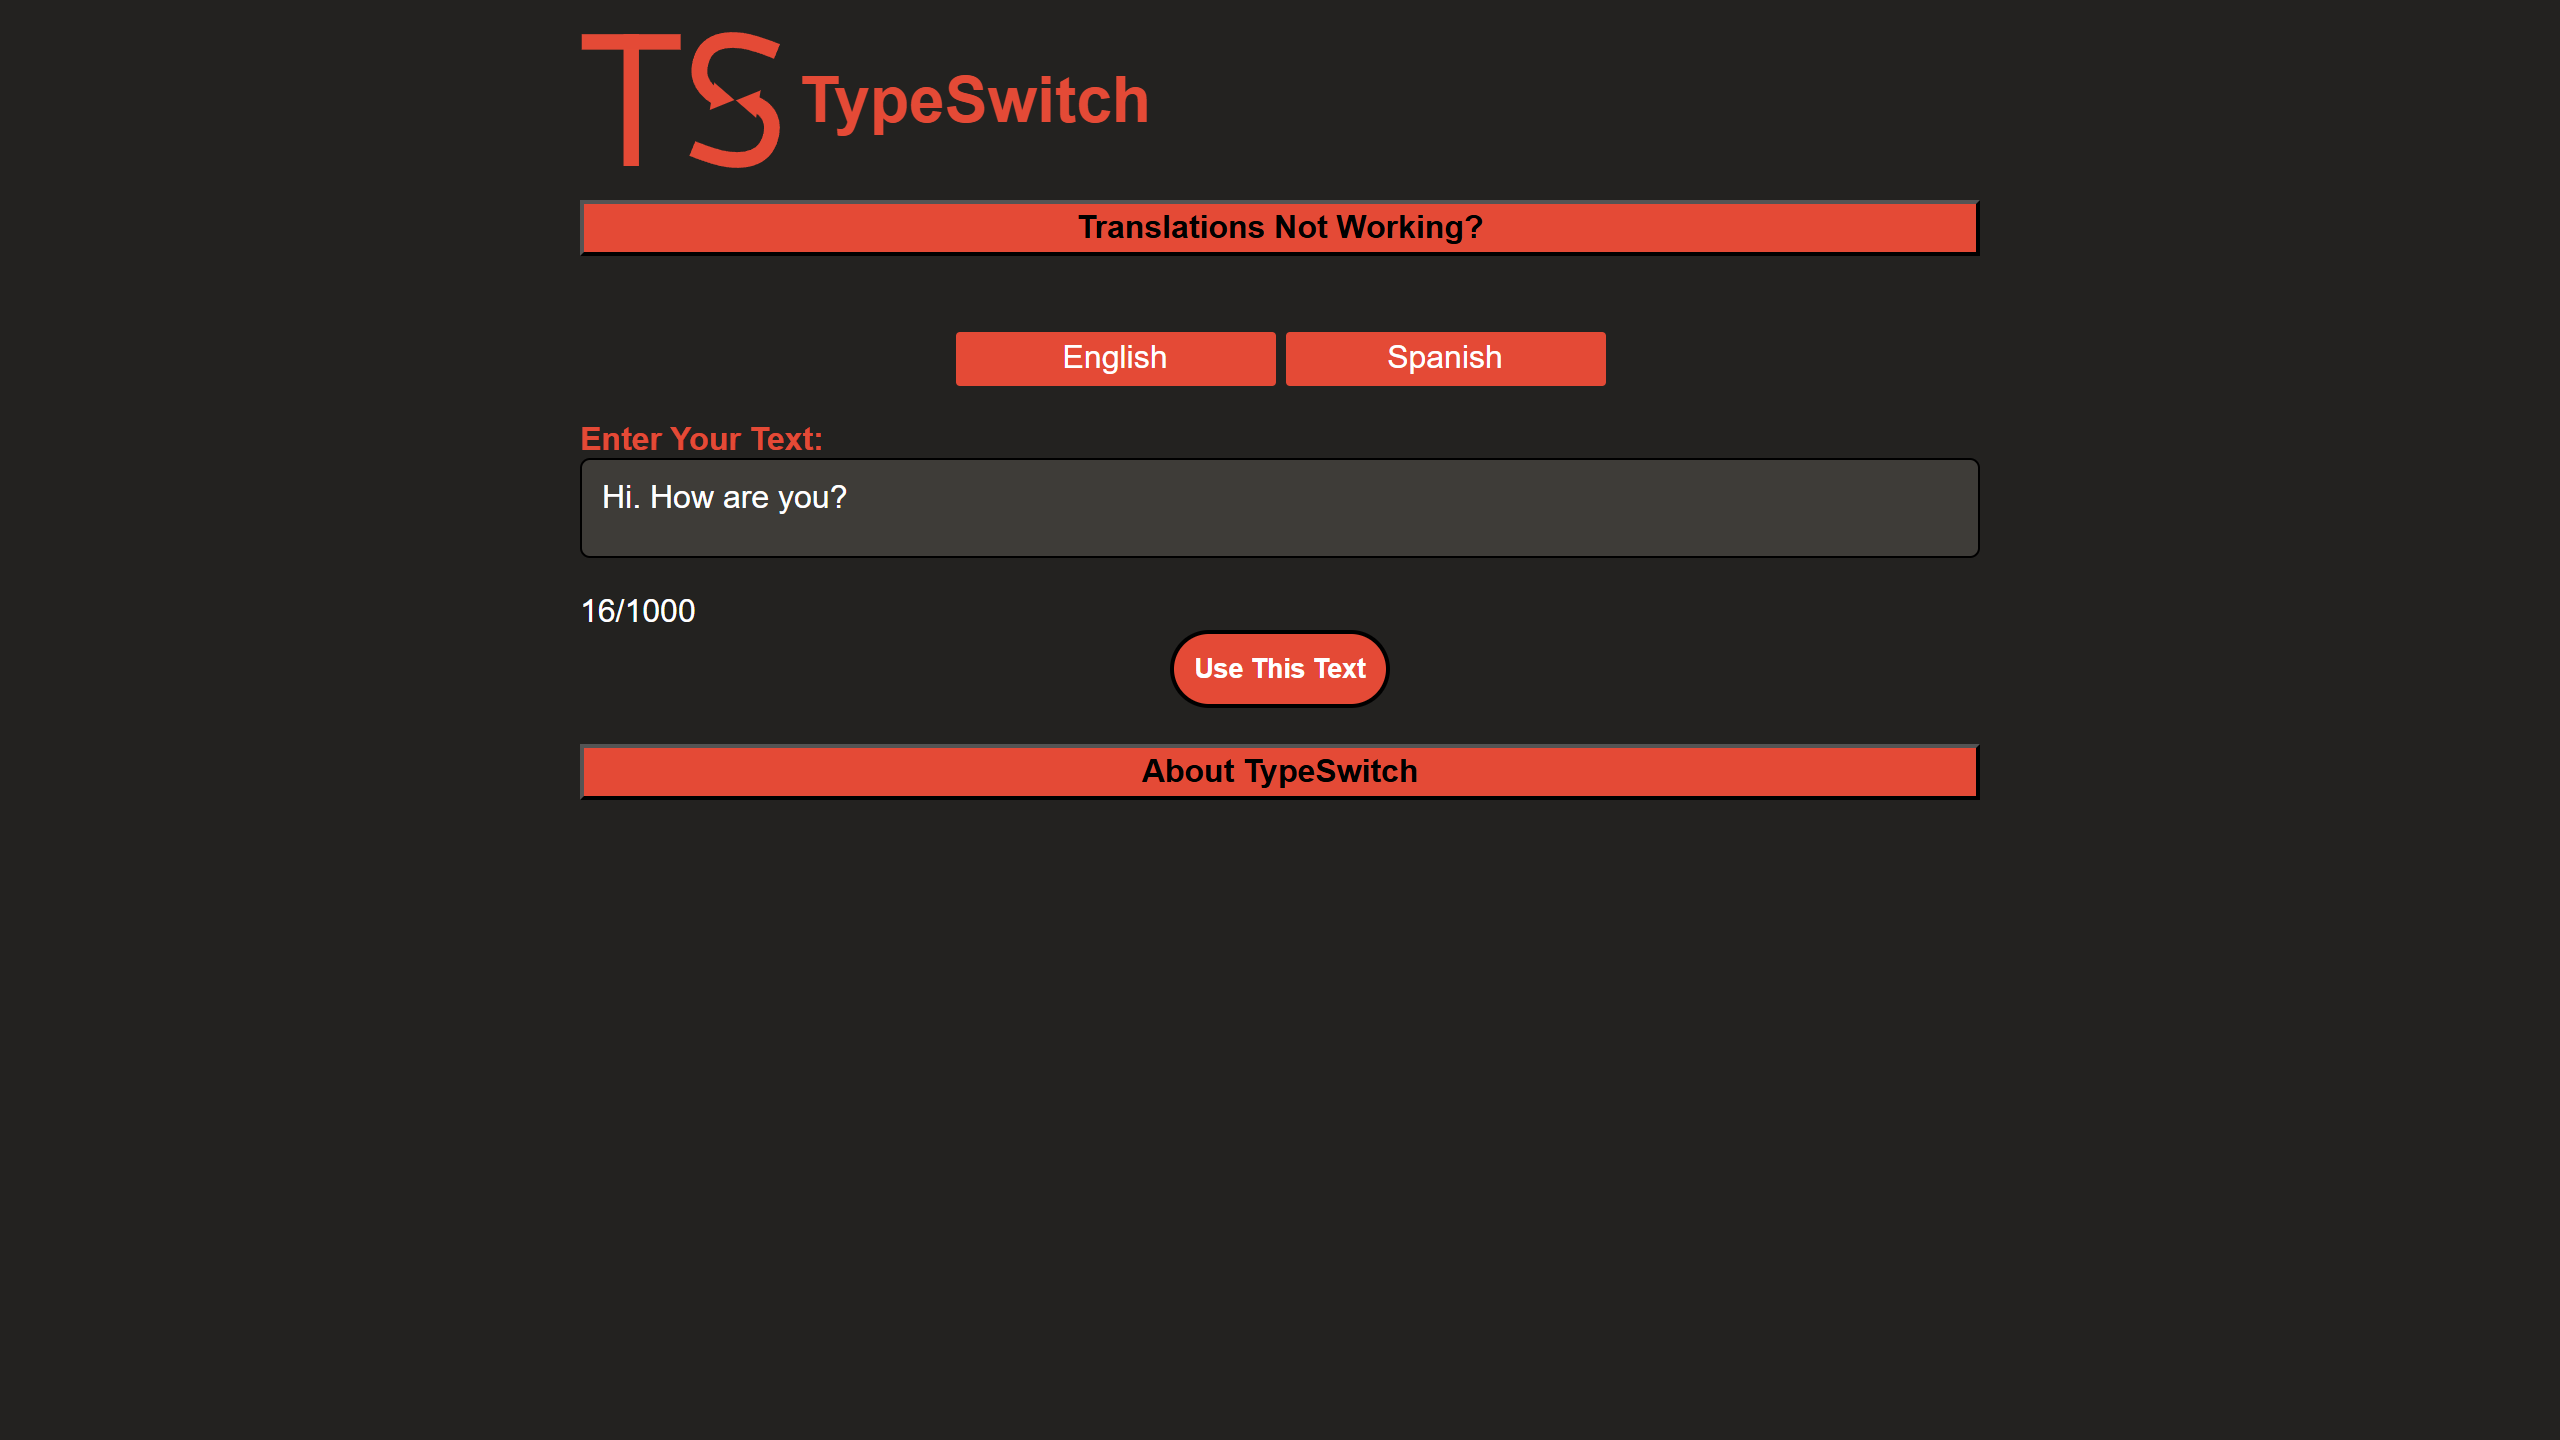 TS TypeSwitch
Translations Not Working?
English Spanish
Enter Your Text:
Hi. How are you?
16/1000
Use This Text
About TypeSwitch